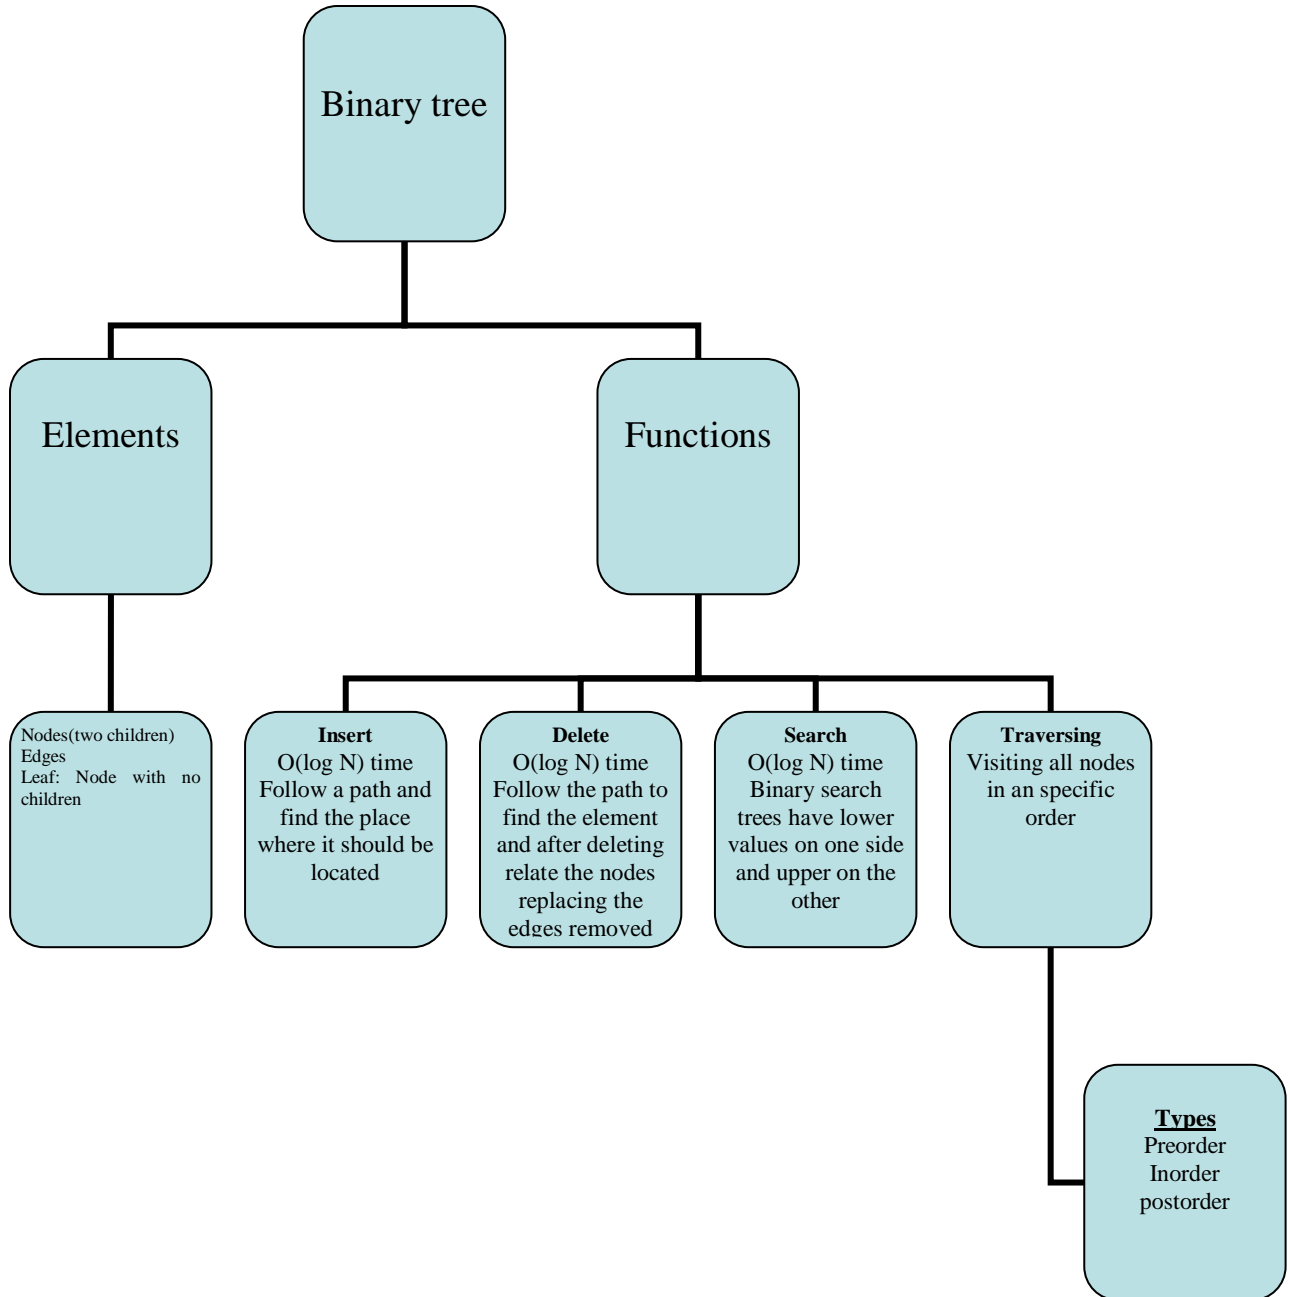 Binary tree
Elements
Functions
Nodes(two children)
Edges
Leaf: Node with no
children
Insert
O(log N) time
Follow a path and
find the place
where it should be
located
Delete
O(log N) time
Follow the path to
find the element
and after deleting
relate the nodes
replacing the
edges removed
Search
O(log N) time
Binary search
trees have lower
values on one side
and upper on the
other
Traversing
Visiting all nodes
in an specific
order
Types
Preorder
Inorder
postorder